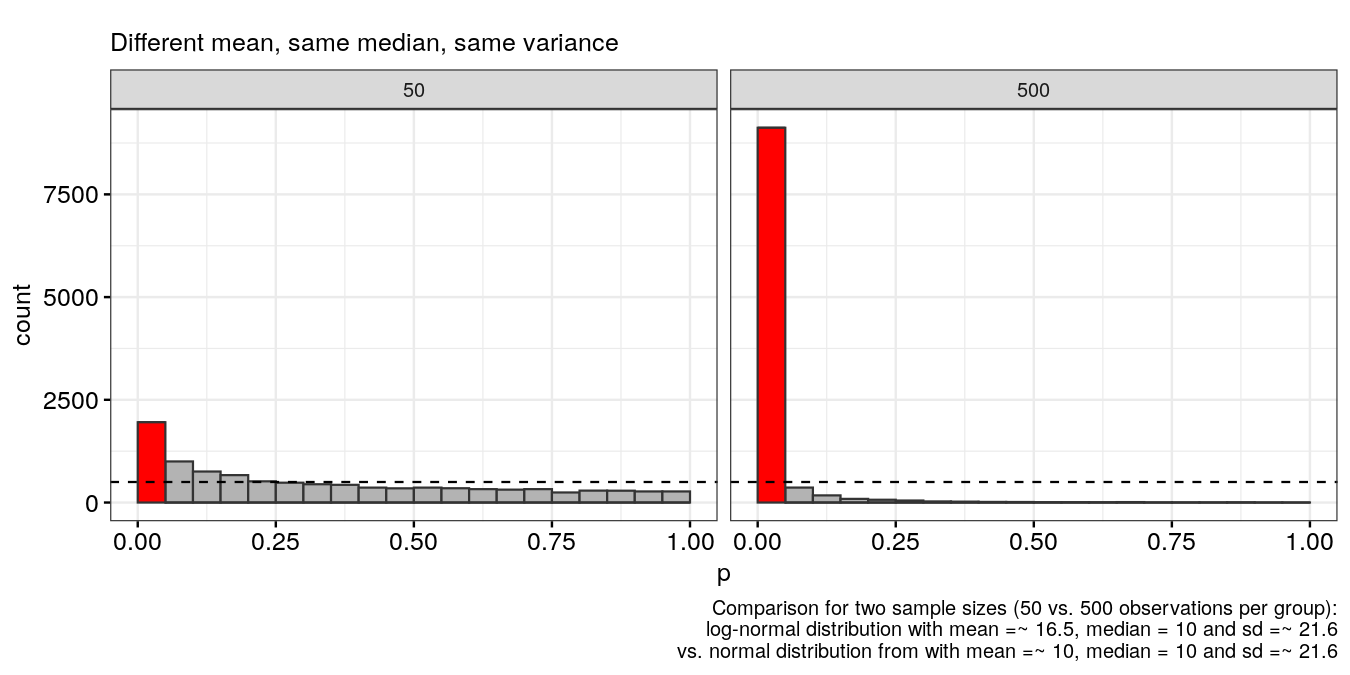 Different mean, same median, same variance
50
500
7500
5000
2500
0
count
0.00 0.25 0.50 0.75 1.00
0.00 0.25 0.50 0.75 1.00
p
Comparison for two sample sizes (50 vs. 500 observations per group):
log-normal distribution with mean =~ 16.5, median = 10 and sd =~ 21.6
vs. normal distribution from with mean =~ 10, median = 10 and sd =~ 21.6